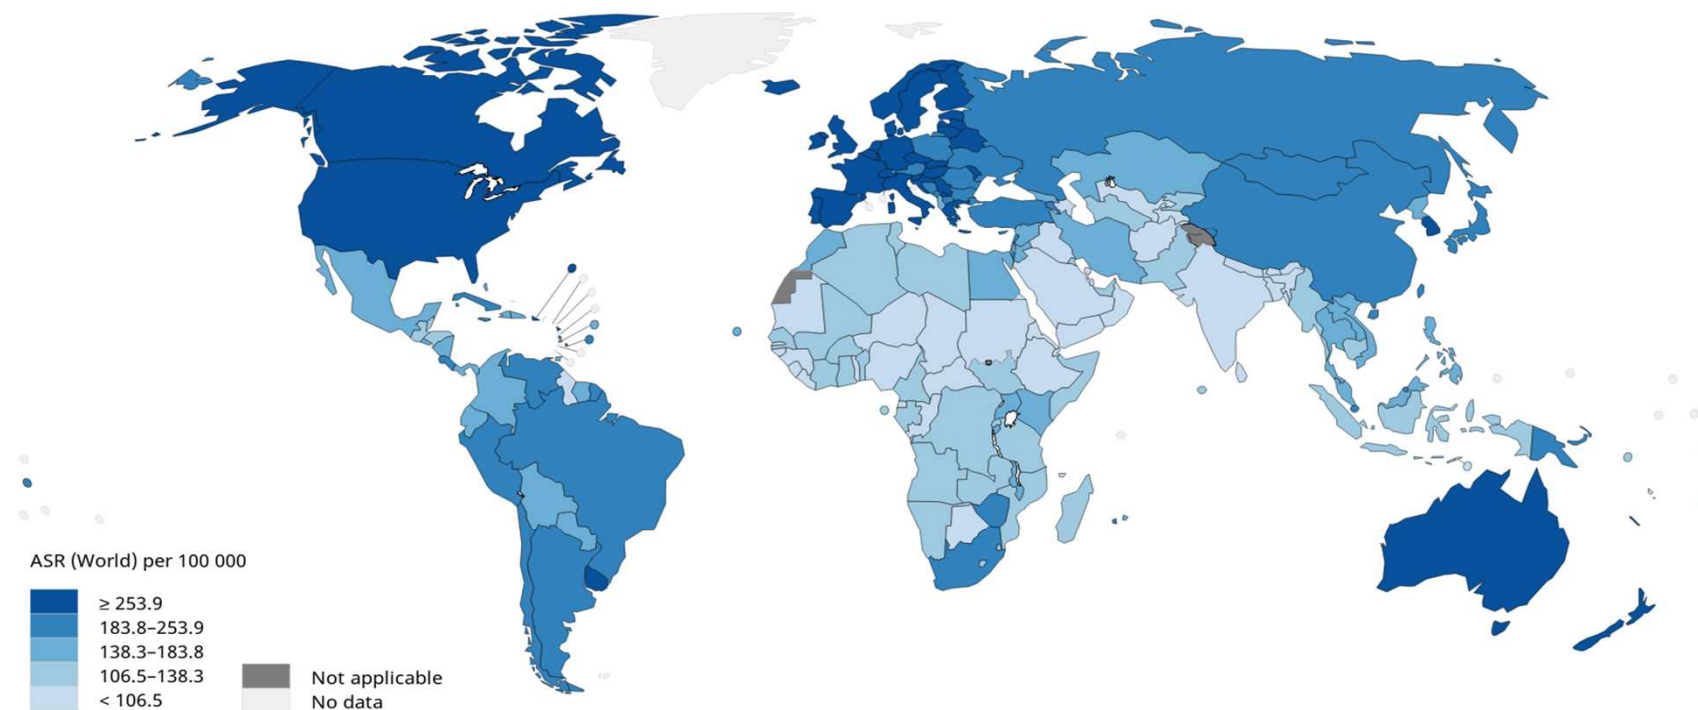 ASR (World) per 100 000
≥ 253.9
183.8–253.9
138.3–183.8
106.5–138.3
< 106.5
Not applicable
No data